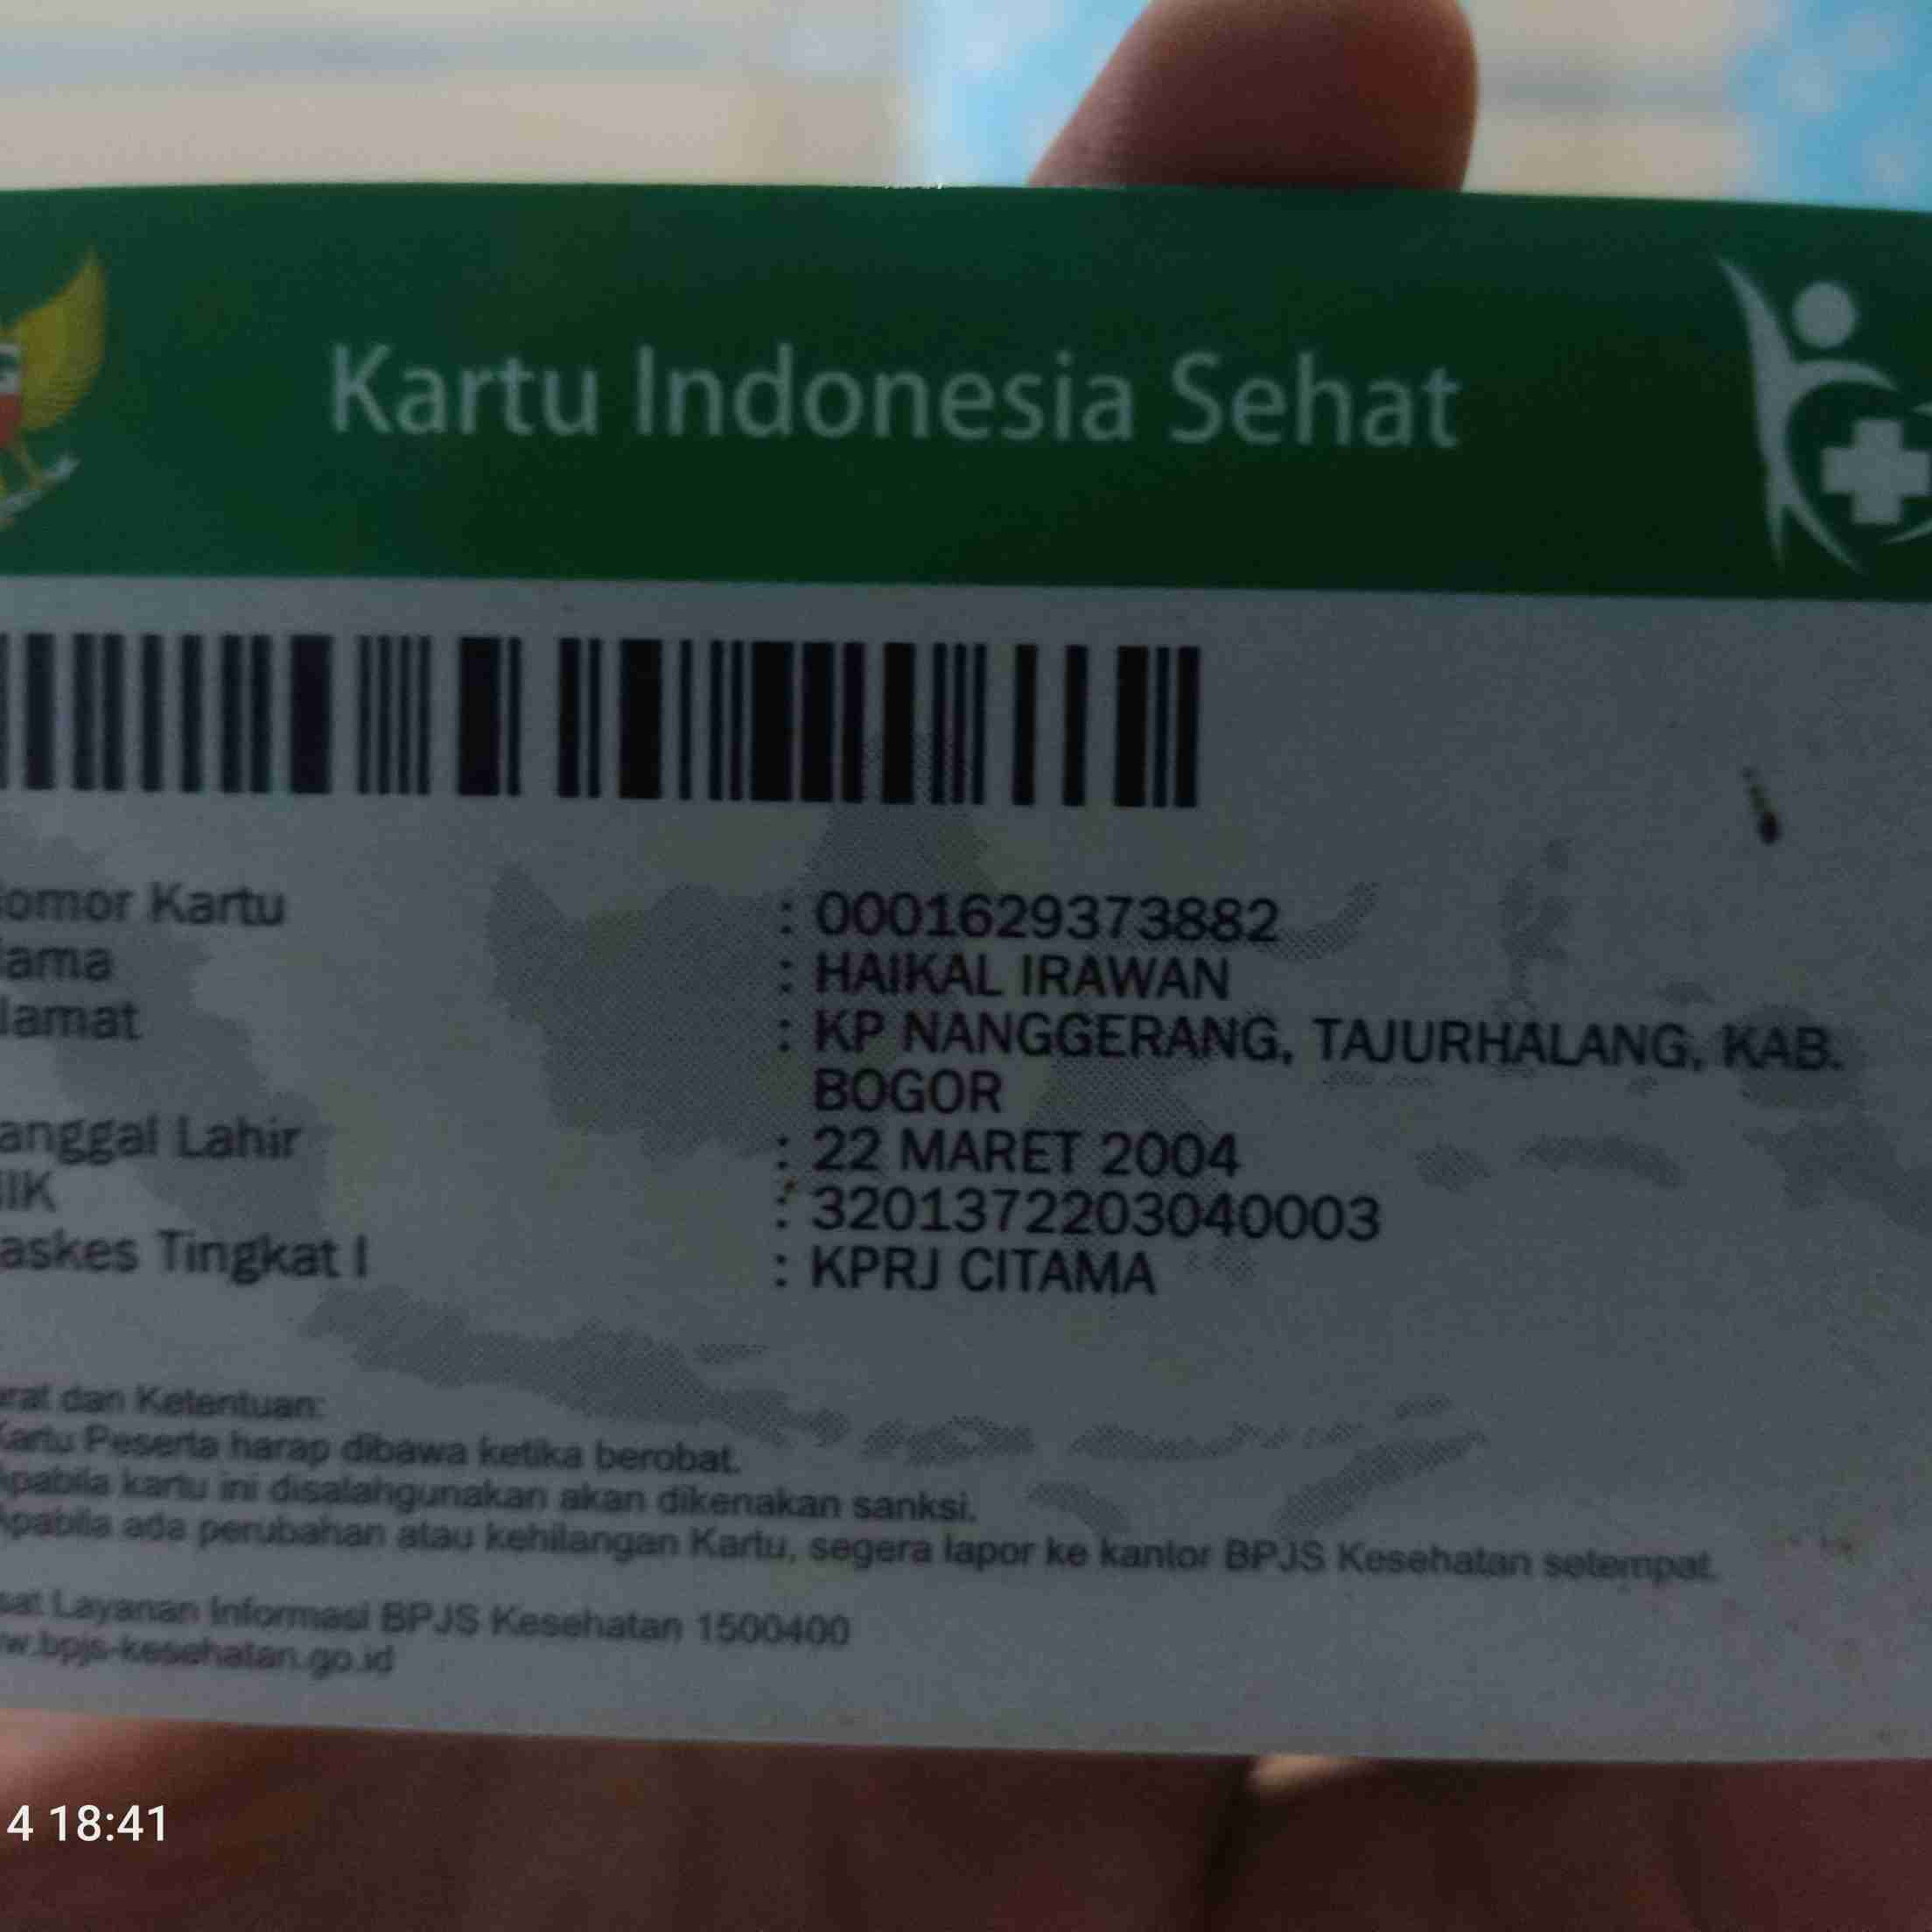 Kartu Indonesia Sehat
omor Kartu : 0001629373882
ama : HAIKAL IRAWAN
lamat : KP NANGGERANG, TAJURHALANG, KAB.
BOGOR
anggal Lahir : 22 MARET 2004
IK : 3201372203040003
askes Tingkat I : KPRJ CITAMA
arat dan Ketentuan:
Kartu Peserta harap dibawa ketika berobat.
Apabila kartu ini disalahgunakan akan dikenakan sanksi.
Apabila ada perubahan atau kehilangan Kartu, segera lapor ke kantor BPJS Kesehatan setempat.
sat Layanan Informasi BPJS Kesehatan 1500400
w.bpjs-kesehatan.go.id
4 18:41